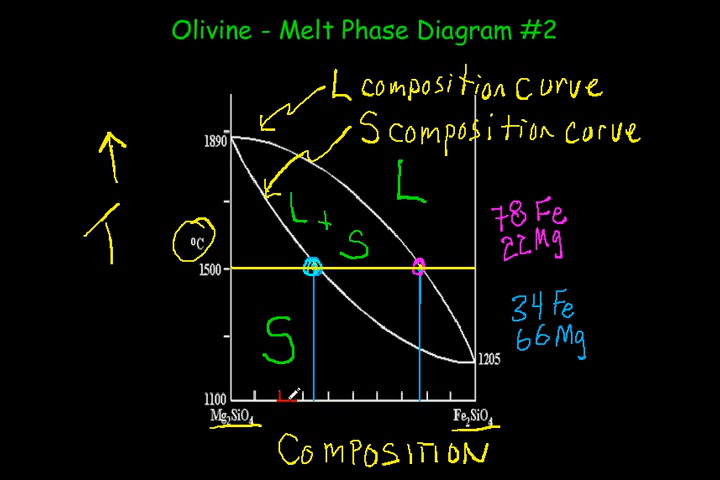 Olivine - Melt Phase Diagram #2
L composition curve
S composition curve
1890
L
L + S
T
°C
78 Fe
22 Mg
1500
34 Fe
66 Mg
S
1205
1100
Mg₂SiO₄
Fe₂SiO₄
COMPOSITION